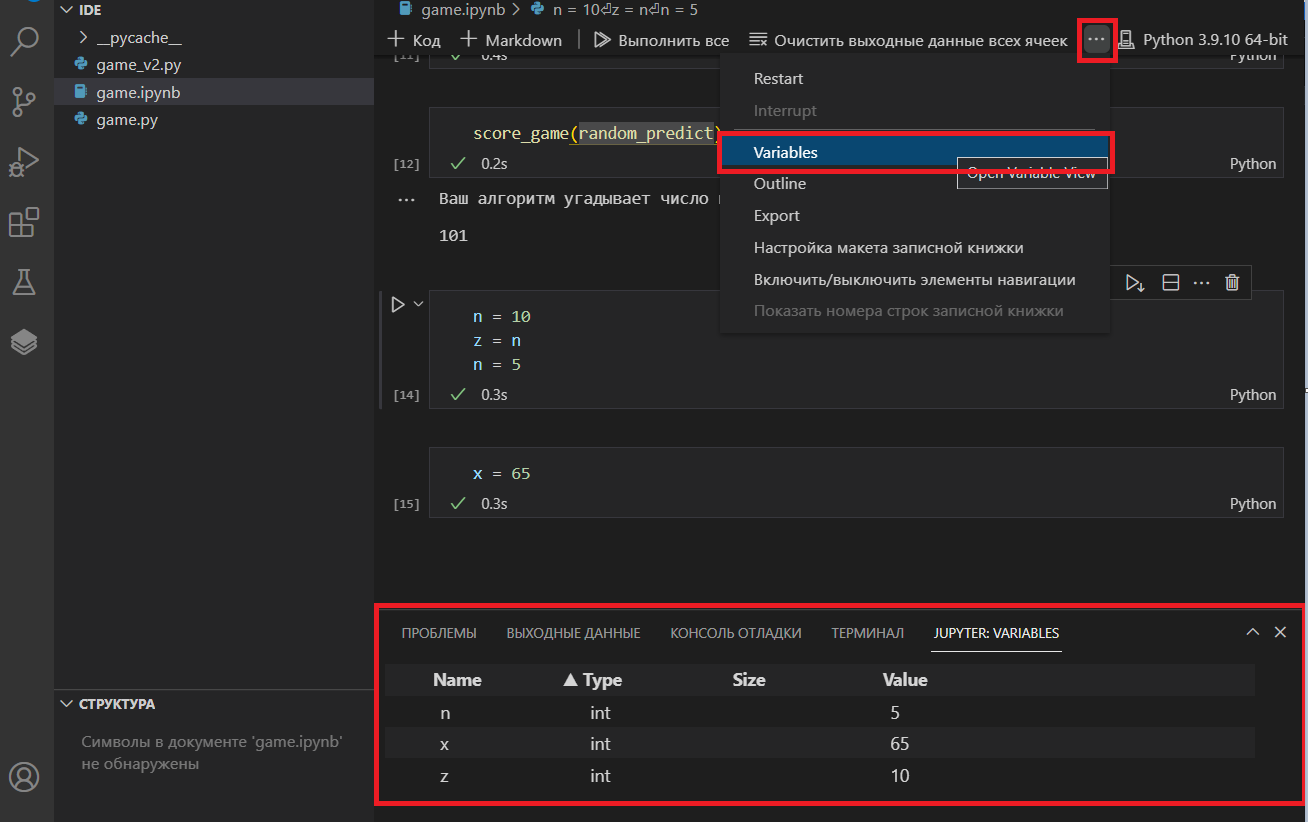 IDE
__pycache__
game_v2.py
game.ipynb
game.py
СТРУКТУРА
Символы в документе 'game.ipynb'
не обнаружены
game.ipynb > n = 10⏎z = n⏎n = 5
+ Код + Markdown | Выполнить все Очистить выходные данные всех ячеек ... Python 3.9.10 64-bit
[11] 0.4s Python
Restart
Interrupt
Variables
Open Variable View
Outline
Export
Настройка макета записной книжки
Включить/выключить элементы навигации
Показать номера строк записной книжки
score_game(random_predict)
[12] 0.2s Python
... Ваш алгоритм угадывает число
101
n = 10
z = n
n = 5
[14] 0.3s Python
x = 65
[15] 0.3s Python
ПРОБЛЕМЫ ВЫХОДНЫЕ ДАННЫЕ КОНСОЛЬ ОТЛАДКИ ТЕРМИНАЛ JUPYTER: VARIABLES
Name ▲ Type Size Value
n int 5
x int 65
z int 10